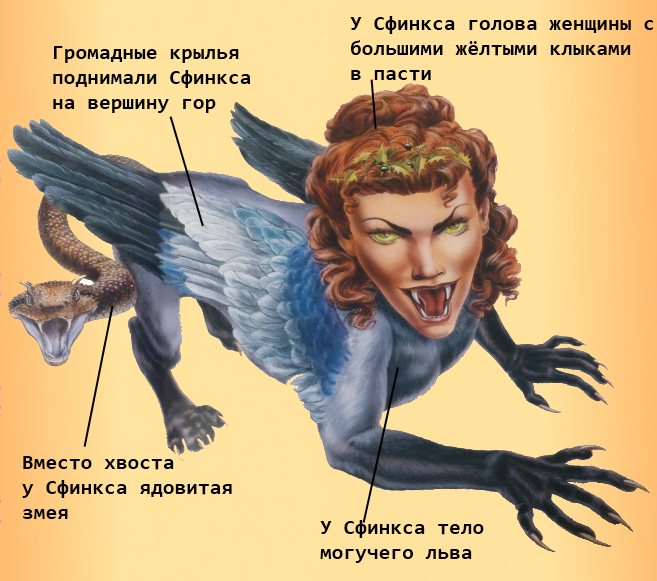 У Сфинкса голова женщины с
большими жёлтыми клыками
в пасти
Громадные крылья
поднимали Сфинкса
на вершину гор
Вместо хвоста
у Сфинкса ядовитая
змея
У Сфинкса тело
могучего льва